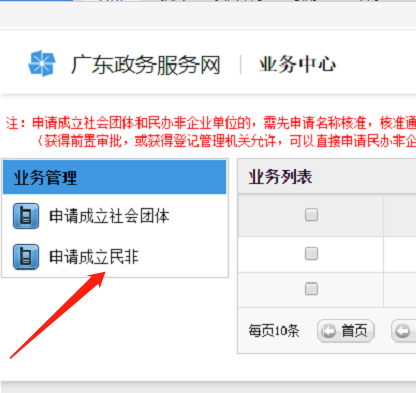 广东政务服务网 业务中心
注：申请成立社会团体和民办非企业单位的，需先申请名称核准，核准通
（获得前置审批，或获得登记管理机关允许，可以直接申请民办非企
业务管理
申请成立社会团体
申请成立民非
业务列表
每页10条 首页